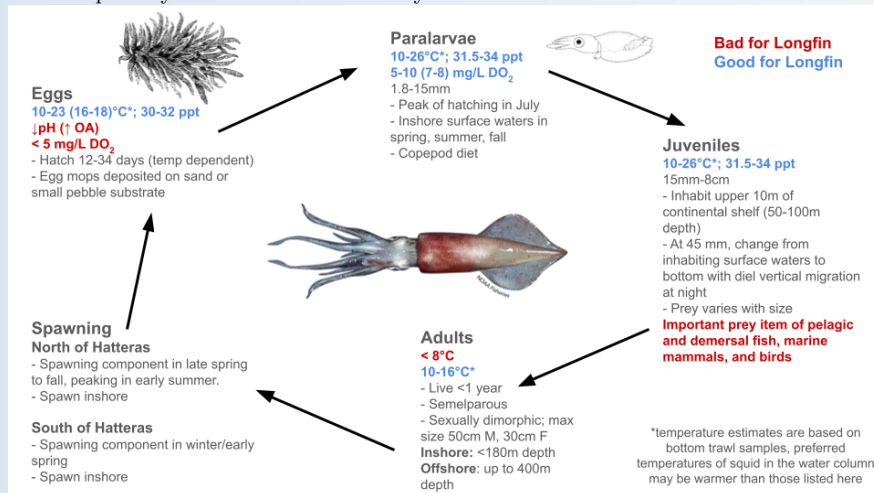 Bad for Longfin
Good for Longfin
Eggs
10-23 (16-18)°C*; 30-32 ppt
↓pH (↑ OA)
< 5 mg/L DO2
- Hatch 12-34 days (temp dependent)
- Egg mops deposited on sand or
small pebble substrate
Paralarvae
10-26°C*; 31.5-34 ppt
5-10 (7-8) mg/L DO2
1.8-15mm
- Peak of hatching in July
- Inshore surface waters in
spring, summer, fall
- Copepod diet
Juveniles
10-26°C*; 31.5-34 ppt
15mm-8cm
- Inhabit upper 10m of
continental shelf (50-100m
depth)
- At 45 mm, change from
inhabiting surface waters to
bottom with diel vertical migration
at night
- Prey varies with size
Important prey item of pelagic
and demersal fish, marine
mammals, and birds
NOAA Fisheries
Adults
< 8°C
10-16°C*
- Live <1 year
- Semelparous
- Sexually dimorphic; max
size 50cm M, 30cm F
Inshore: <180m depth
Offshore: up to 400m
depth
Spawning
North of Hatteras
- Spawning component in late spring
to fall, peaking in early summer.
- Spawn inshore
South of Hatteras
- Spawning component in winter/early
spring
- Spawn inshore
*temperature estimates are based on
bottom trawl samples, preferred
temperatures of squid in the water column
may be warmer than those listed here